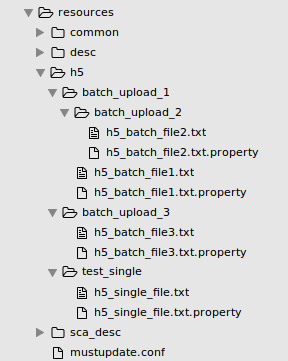 resources
common
desc
h5
batch_upload_1
batch_upload_2
h5_batch_file2.txt
h5_batch_file2.txt.property
h5_batch_file1.txt
h5_batch_file1.txt.property
batch_upload_3
h5_batch_file3.txt
h5_batch_file3.txt.property
test_single
h5_single_file.txt
h5_single_file.txt.property
sca_desc
mustupdate.conf